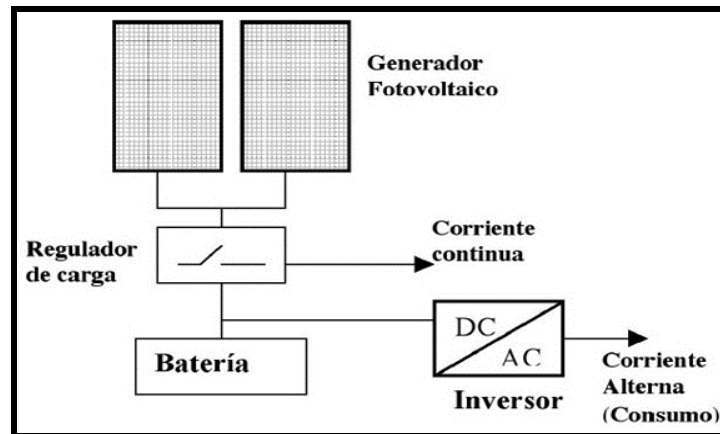 Generador
Fotovoltaico
Regulador
de carga
Corriente
continua
Batería
DC
AC
Inversor
Corriente
Alterna
(Consumo)